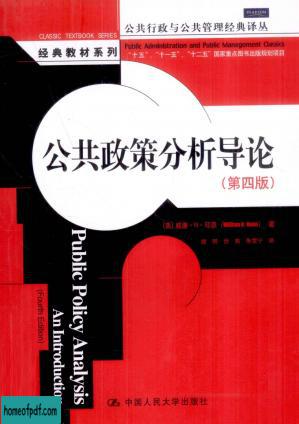 CLASSIC TEXTBOOK SERIES
经典教材系列
PEARSON
公共行政与公共管理经典译丛
Public Administration and Public Management Classics
“十五”、“十一五”、“十二五”国家重点图书出版规划项目
公共政策分析导论
(第四版)
[美] 威廉·N·邓恩 (William N. Dunn) 著
译
Public Policy Analysis
An Introduction
(Fourth Edition)
中国人民大学出版社
homeofpdf.com
homeofpdf.com